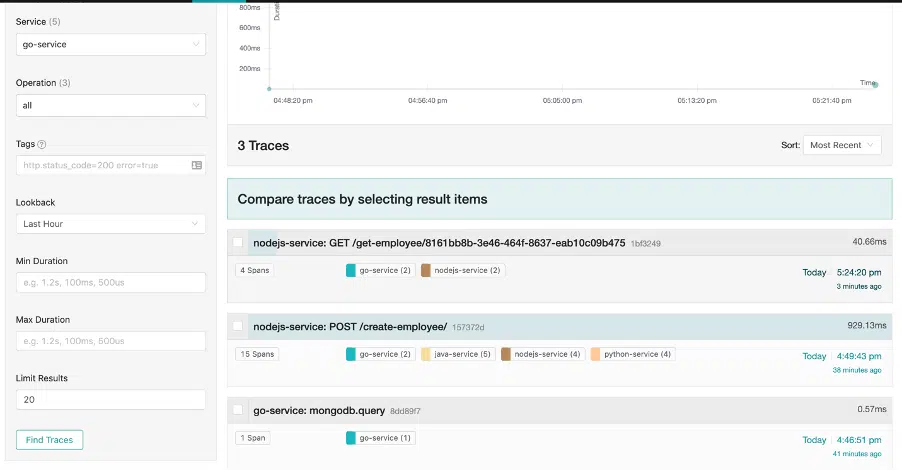 Service (5)
go-service
Operation (3)
all
Tags
http.status_code=200 error=true
Lookback
Last Hour
Min Duration
e.g. 1.2s, 100ms, 500us
Max Duration
e.g. 1.2s, 100ms, 500us
Limit Results
20
Find Traces
800ms
600ms
400ms
200ms
Time
04:48:20 pm
04:56:40 pm
05:05:00 pm
05:13:20 pm
05:21:40 pm
3 Traces
Sort: Most Recent
Compare traces by selecting result items
nodejs-service: GET /get-employee/8161bb8b-3e46-464f-8637-eab10c09b475 1bf3249 40.66ms
4 Spans go-service (2) nodejs-service (2) Today 5:24:20 pm
3 minutes ago
nodejs-service: POST /create-employee/ 157372d 929.13ms
15 Spans go-service (2) java-service (5) nodejs-service (4) python-service (4) Today 4:49:43 pm
38 minutes ago
go-service: mongodb.query 8dd89f7 0.57ms
1 Span go-service (1) Today 4:46:51 pm
41 minutes ago